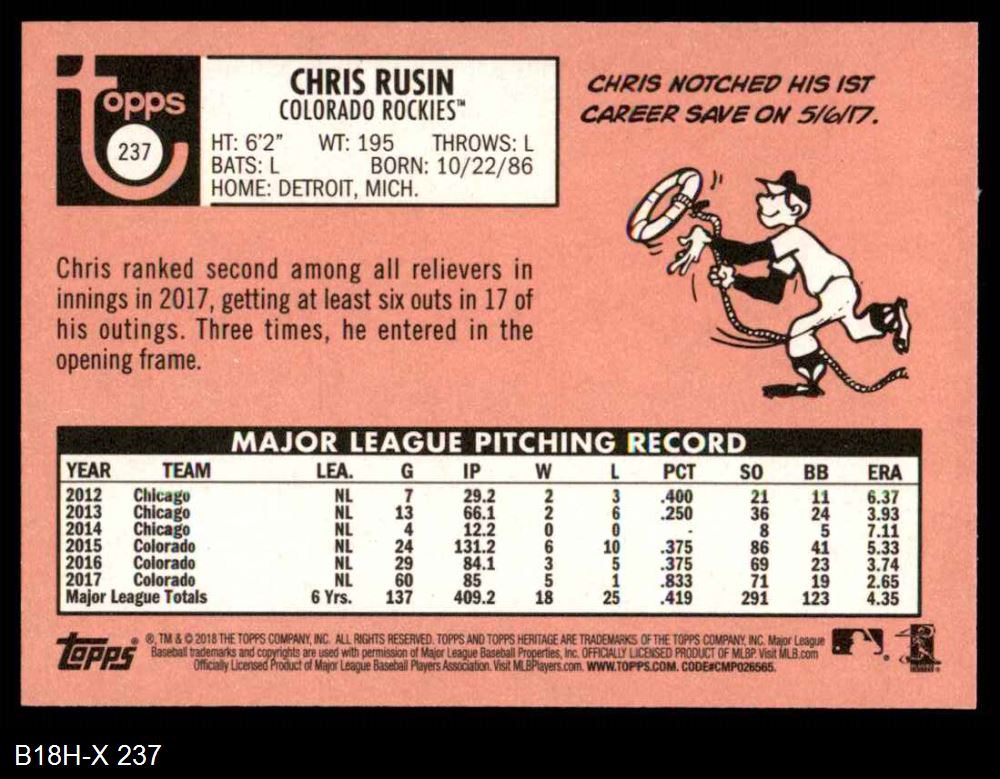 Topps
237
CHRIS RUSIN
COLORADO ROCKIES™
HT: 6'2" WT: 195 THROWS: L
BATS: L BORN: 10/22/86
HOME: DETROIT, MICH.
CHRIS NOTCHED HIS 1ST
CAREER SAVE ON 5/6/17.
Chris ranked second among all relievers in
innings in 2017, getting at least six outs in 17 of
his outings. Three times, he entered in the
opening frame.
MAJOR LEAGUE PITCHING RECORD
YEAR TEAM LEA. G IP W L PCT SO BB ERA
2012 Chicago NL 7 29.2 2 3 .400 21 11 6.37
2013 Chicago NL 13 66.1 2 6 .250 36 24 3.93
2014 Chicago NL 4 12.2 0 0 - 8 5 7.11
2015 Colorado NL 24 131.2 6 10 .375 86 41 5.33
2016 Colorado NL 29 84.1 3 5 .375 69 23 3.74
2017 Colorado NL 60 85 5 1 .833 71 19 2.65
Major League Totals 6 Yrs. 137 409.2 18 25 .419 291 123 4.35
Topps® ®, TM & © 2018 THE TOPPS COMPANY, INC. ALL RIGHTS RESERVED. TOPPS AND TOPPS HERITAGE ARE TRADEMARKS OF THE TOPPS COMPANY, INC. Major League
Baseball trademarks and copyrights are used with permission of Major League Baseball Properties, Inc. OFFICIALLY LICENSED PRODUCT OF MLBP. Visit MLB.com
Officially Licensed Product of Major League Baseball Players Association. Visit MLBPlayers.com. WWW.TOPPS.COM. CODE#CMP026565.
B18H-X 237